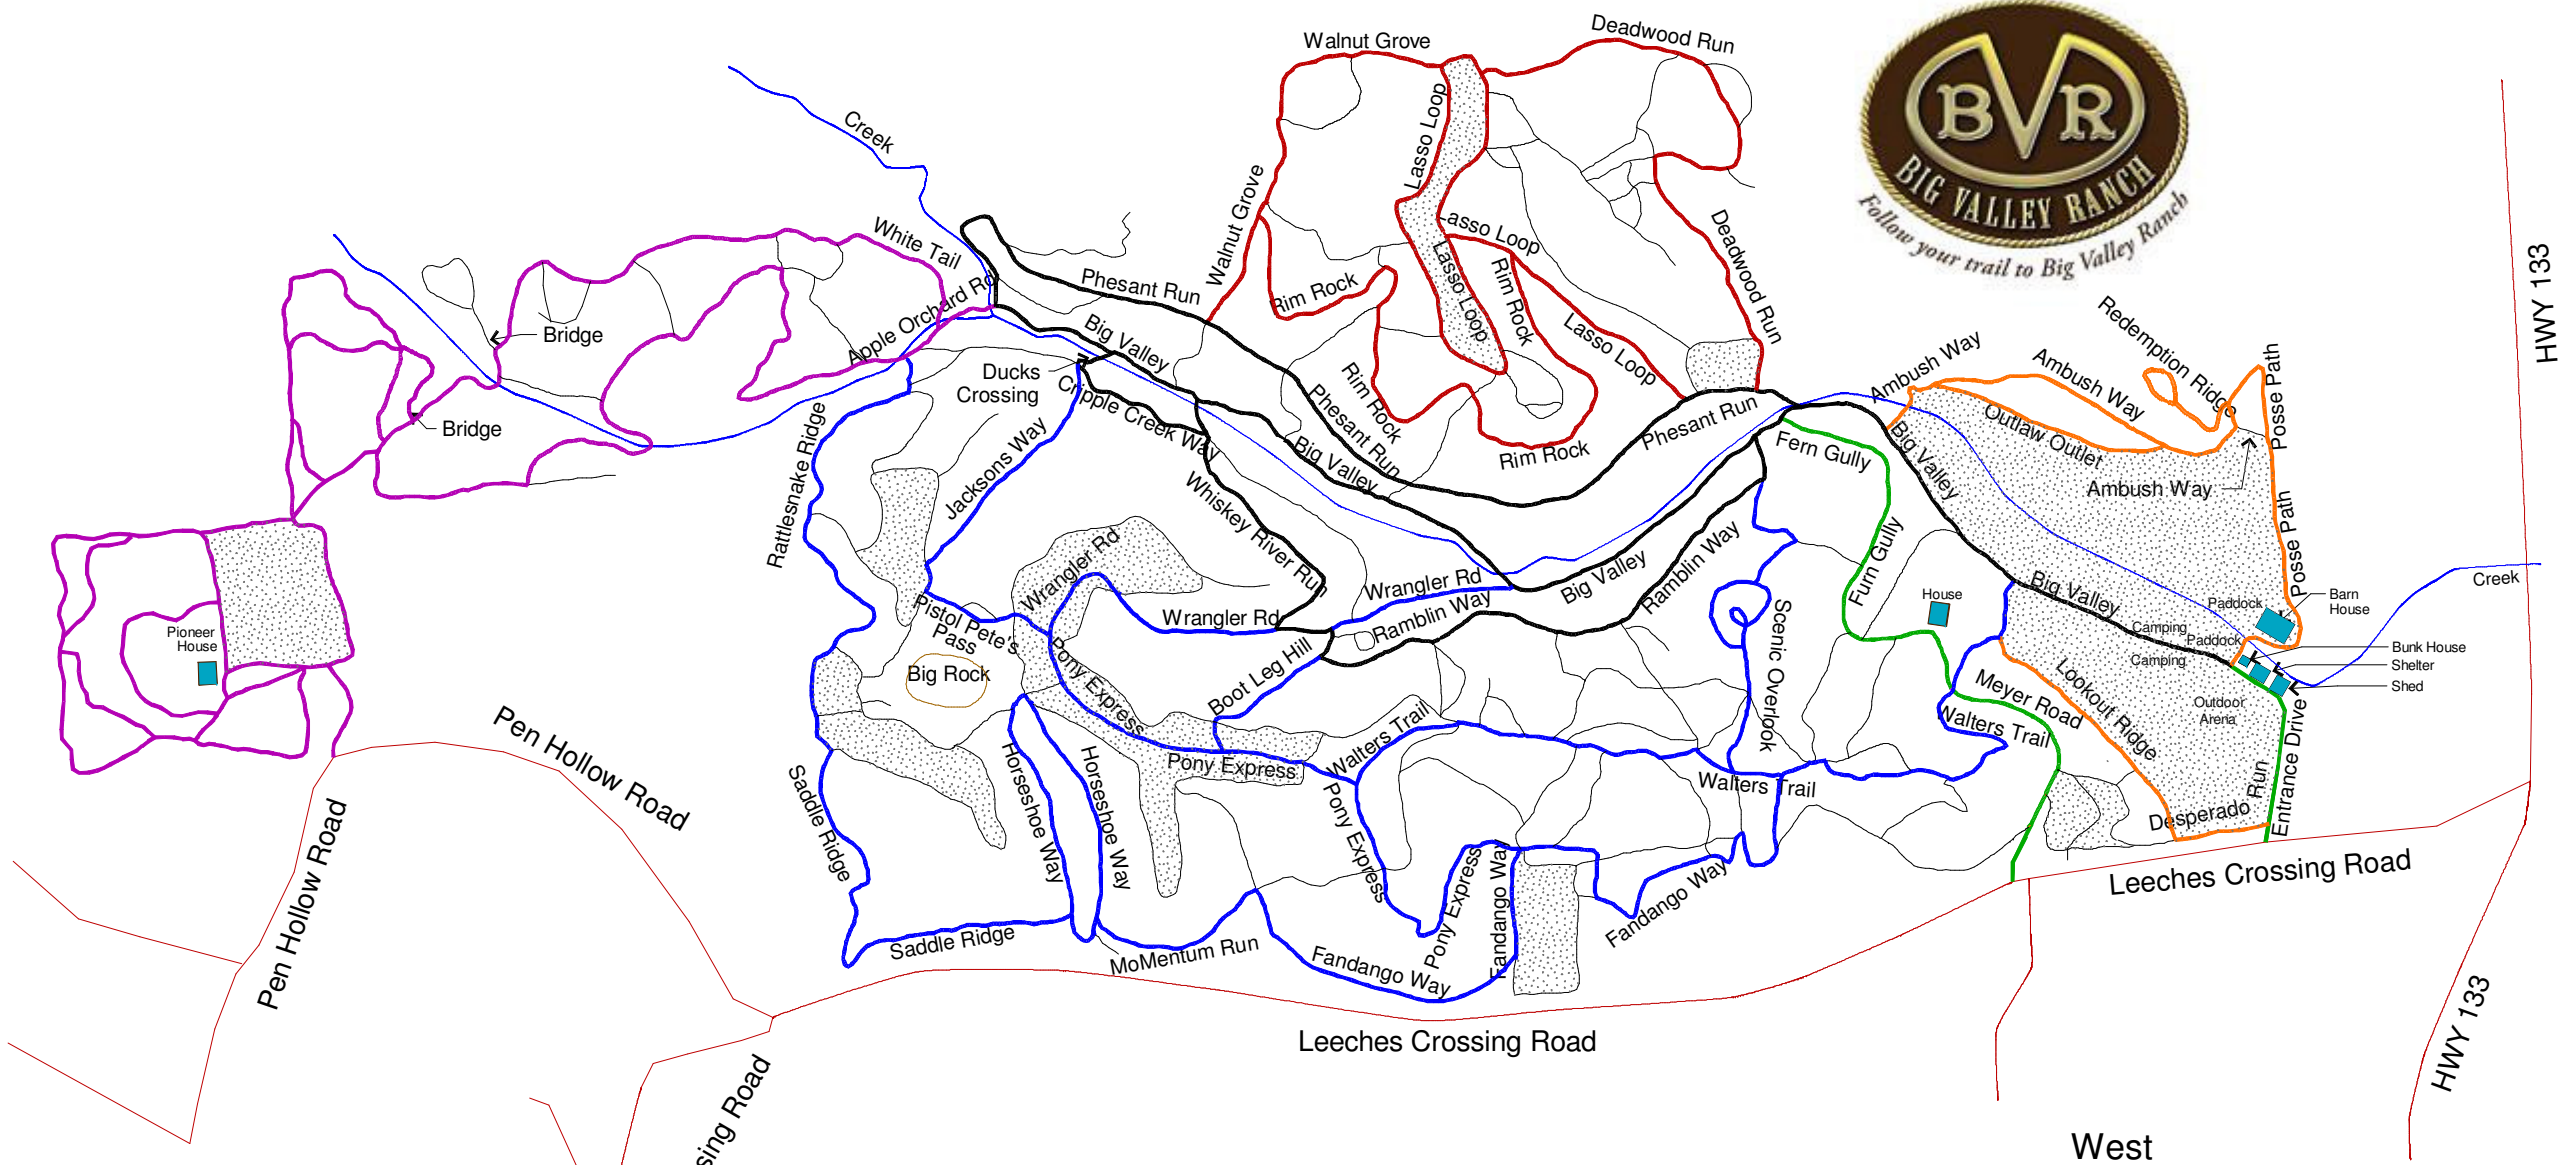 Walnut Grove
Deadwood Run
BVR
BIG VALLEY RANCH
Follow your trail to Big Valley Ranch
Creek
Lasso Loop
HWY 133
White Tail
Walnut Grove
Lasso Loop
Deadwood Run
Phesant Run
Rim Rock
Lasso Loop
Rim Rock
Apple Orchard Rd
Big Valley
Lasso Loop
Ambush Way
Ambush Way
Redemption Ridge
Posse Path
Bridge
Ducks
Crossing
Cripple Creek Way
Rim Rock
Phesant Run
Phesant Run
Rim Rock
Fern Gully
Outlaw Outlet
Big Valley
Ambush Way
Bridge
Rattlesnake Ridge
Jacksons Way
Big Valley
Whiskey River Run
Wrangler Rd
Wrangler Rd
Wrangler Rd
Big Valley
Ramblin Way
Ramblin Way
Furn Gully
Posse Path
Creek
House
Big Valley
Paddock
Barn
House
Camping
Paddock
Camping
Bunk House
Shelter
Shed
Outdoor
Arena
Pioneer
House
Pistol Pete's
Pass
Big Rock
Pony Express
Boot Leg Hill
Scenic Overlook
Meyer Road
Lookout Ridge
Walters Trail
Walters Trail
Pony Express
Walters Trail
Entrance Drive
Desperado Run
Pen Hollow Road
Pen Hollow Road
Saddle Ridge
Horseshoe Way
Horseshoe Way
Pony Express
Pony Express
Fandango Way
Fandango Way
Leeches Crossing Road
Saddle Ridge
MoMentum Run
Fandango Way
HWY 133
Leeches Crossing Road
sing Road
West